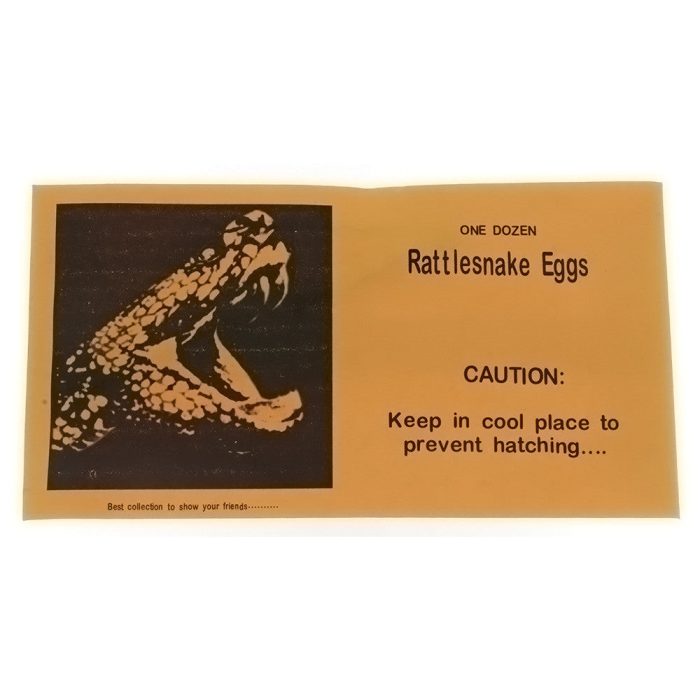 ONE DOZEN
Rattlesnake Eggs
CAUTION:
Keep in cool place to
prevent hatching....
Best collection to show your friends..........